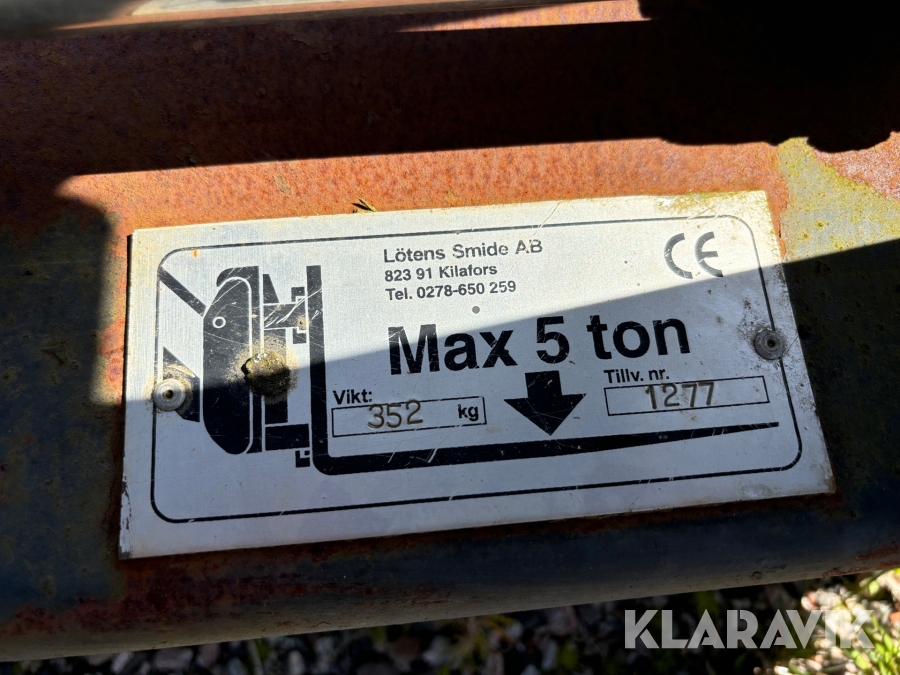 Lötens Smide AB
823 91 Kilafors
Tel. 0278-650 259
CE
Max 5 ton
Vikt:
352 kg
Tillv. nr.
1277
KLARAVIK